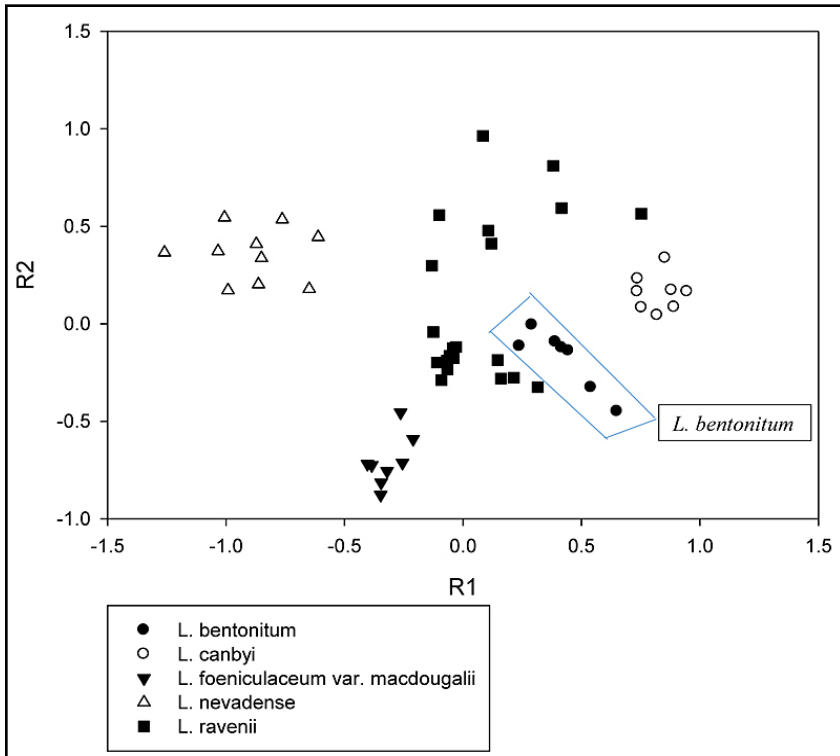 1.5
1.0
0.5
0.0
-0.5
-1.0
R2
-1.5 -1.0 -0.5 0.0 0.5 1.0 1.5
R1
L. bentonitum
L. bentonitum
L. canbyi
L. foeniculaceum var. macdougalii
L. nevadense
L. ravenii